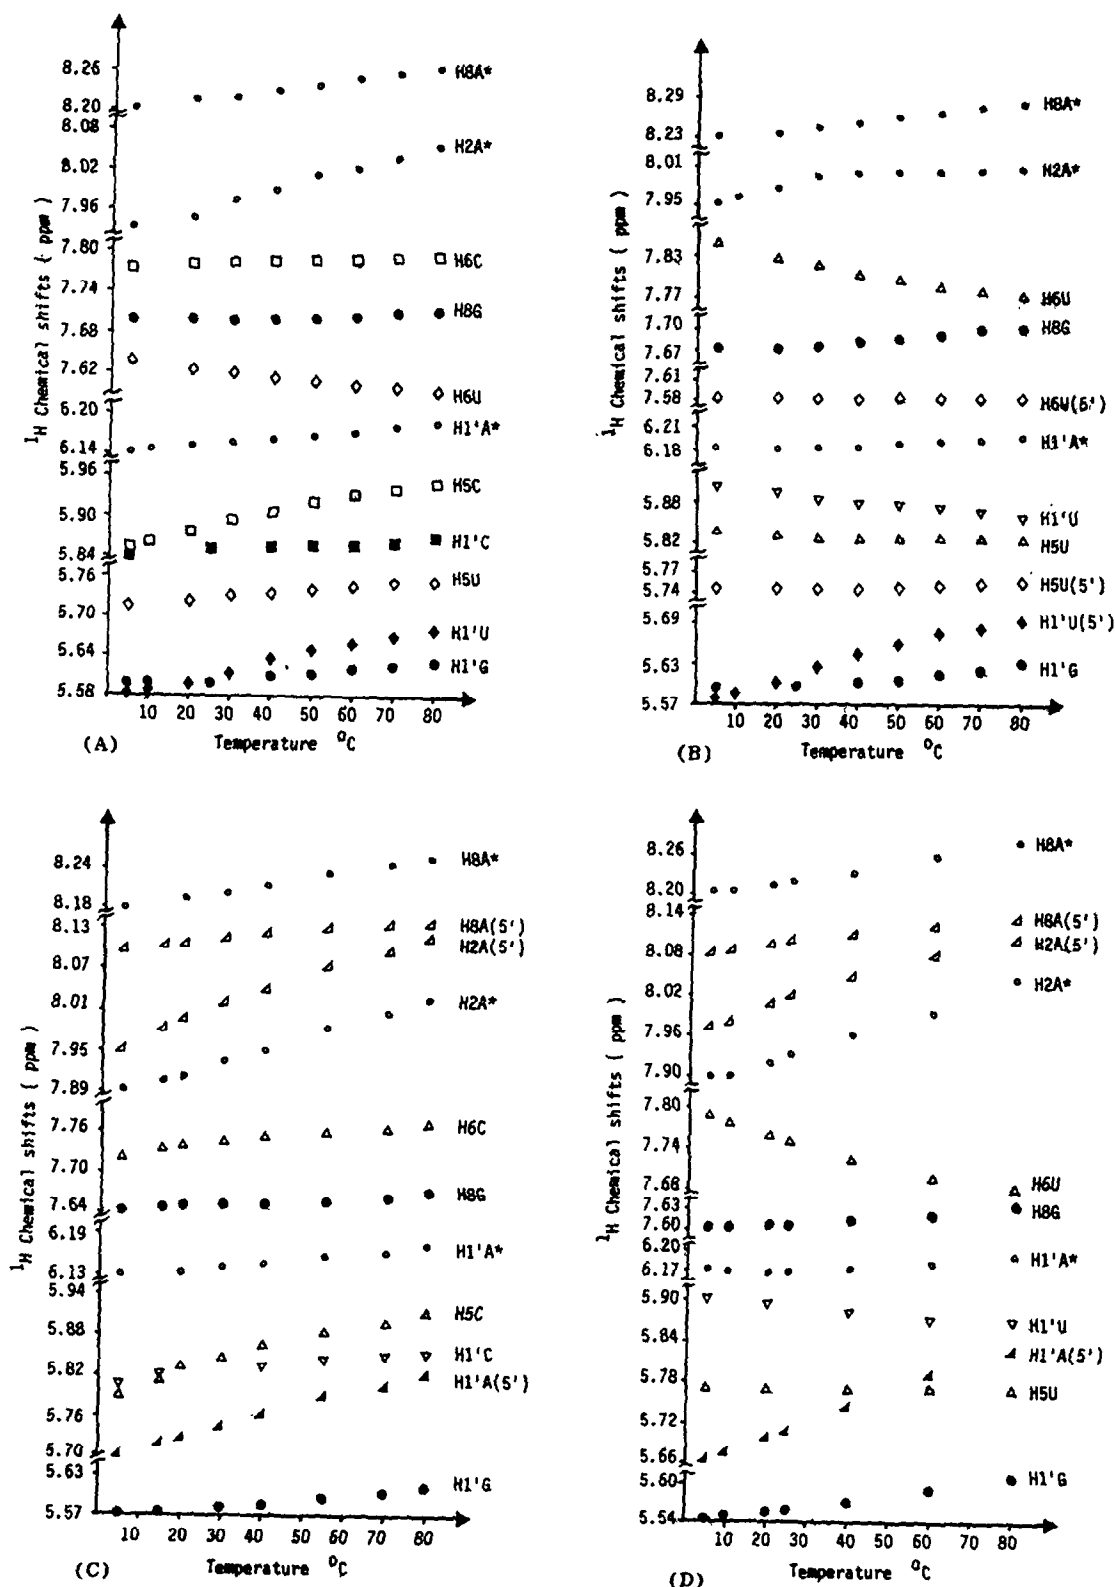 8.26
8.20
8.08
8.02
7.96
7.80
7.74
7.68
7.62
6.20
6.14
5.96
5.90
5.84
5.76
5.70
5.64
5.58
¹H Chemical shifts ( ppm )
H8A*
H2A*
H6C
H8G
H6U
H1'A*
H5C
H1'C
H5U
H1'U
H1'G
10 20 30 40 50 60 70 80
(A) Temperature °C
8.29
8.23
8.01
7.95
7.83
7.77
7.70
7.67
7.61
7.58
6.21
6.18
5.88
5.82
5.77
5.74
5.69
5.63
5.57
¹H Chemical shifts ( ppm )
H8A*
H2A*
H6U
H8G
H6U(5')
H1'A*
H1'U
H5U
H5U(5')
H1'U(5')
H1'G
10 20 30 40 50 60 70 80
(B) Temperature °C
8.24
8.18
8.13
8.07
8.01
7.95
7.89
7.76
7.70
7.64
6.19
6.13
5.94
5.88
5.82
5.76
5.70
5.63
5.57
¹H Chemical shifts ( ppm )
H8A*
H8A(5')
H2A(5')
H2A*
H6C
H8G
H1'A*
H5C
H1'C
H1'A(5')
H1'G
10 20 30 40 50 60 70 80
(C) Temperature °C
8.26
8.20
8.14
8.08
8.02
7.96
7.90
7.80
7.74
7.68
7.63
7.60
6.20
6.17
5.90
5.84
5.78
5.72
5.66
5.60
5.54
¹H Chemical shifts ( ppm )
H8A*
H8A(5')
H2A(5')
H2A*
H6U
H8G
H1'A*
H1'U
H1'A(5')
H5U
H1'G
10 20 30 40 50 60 70 80
(D) Temperature °C